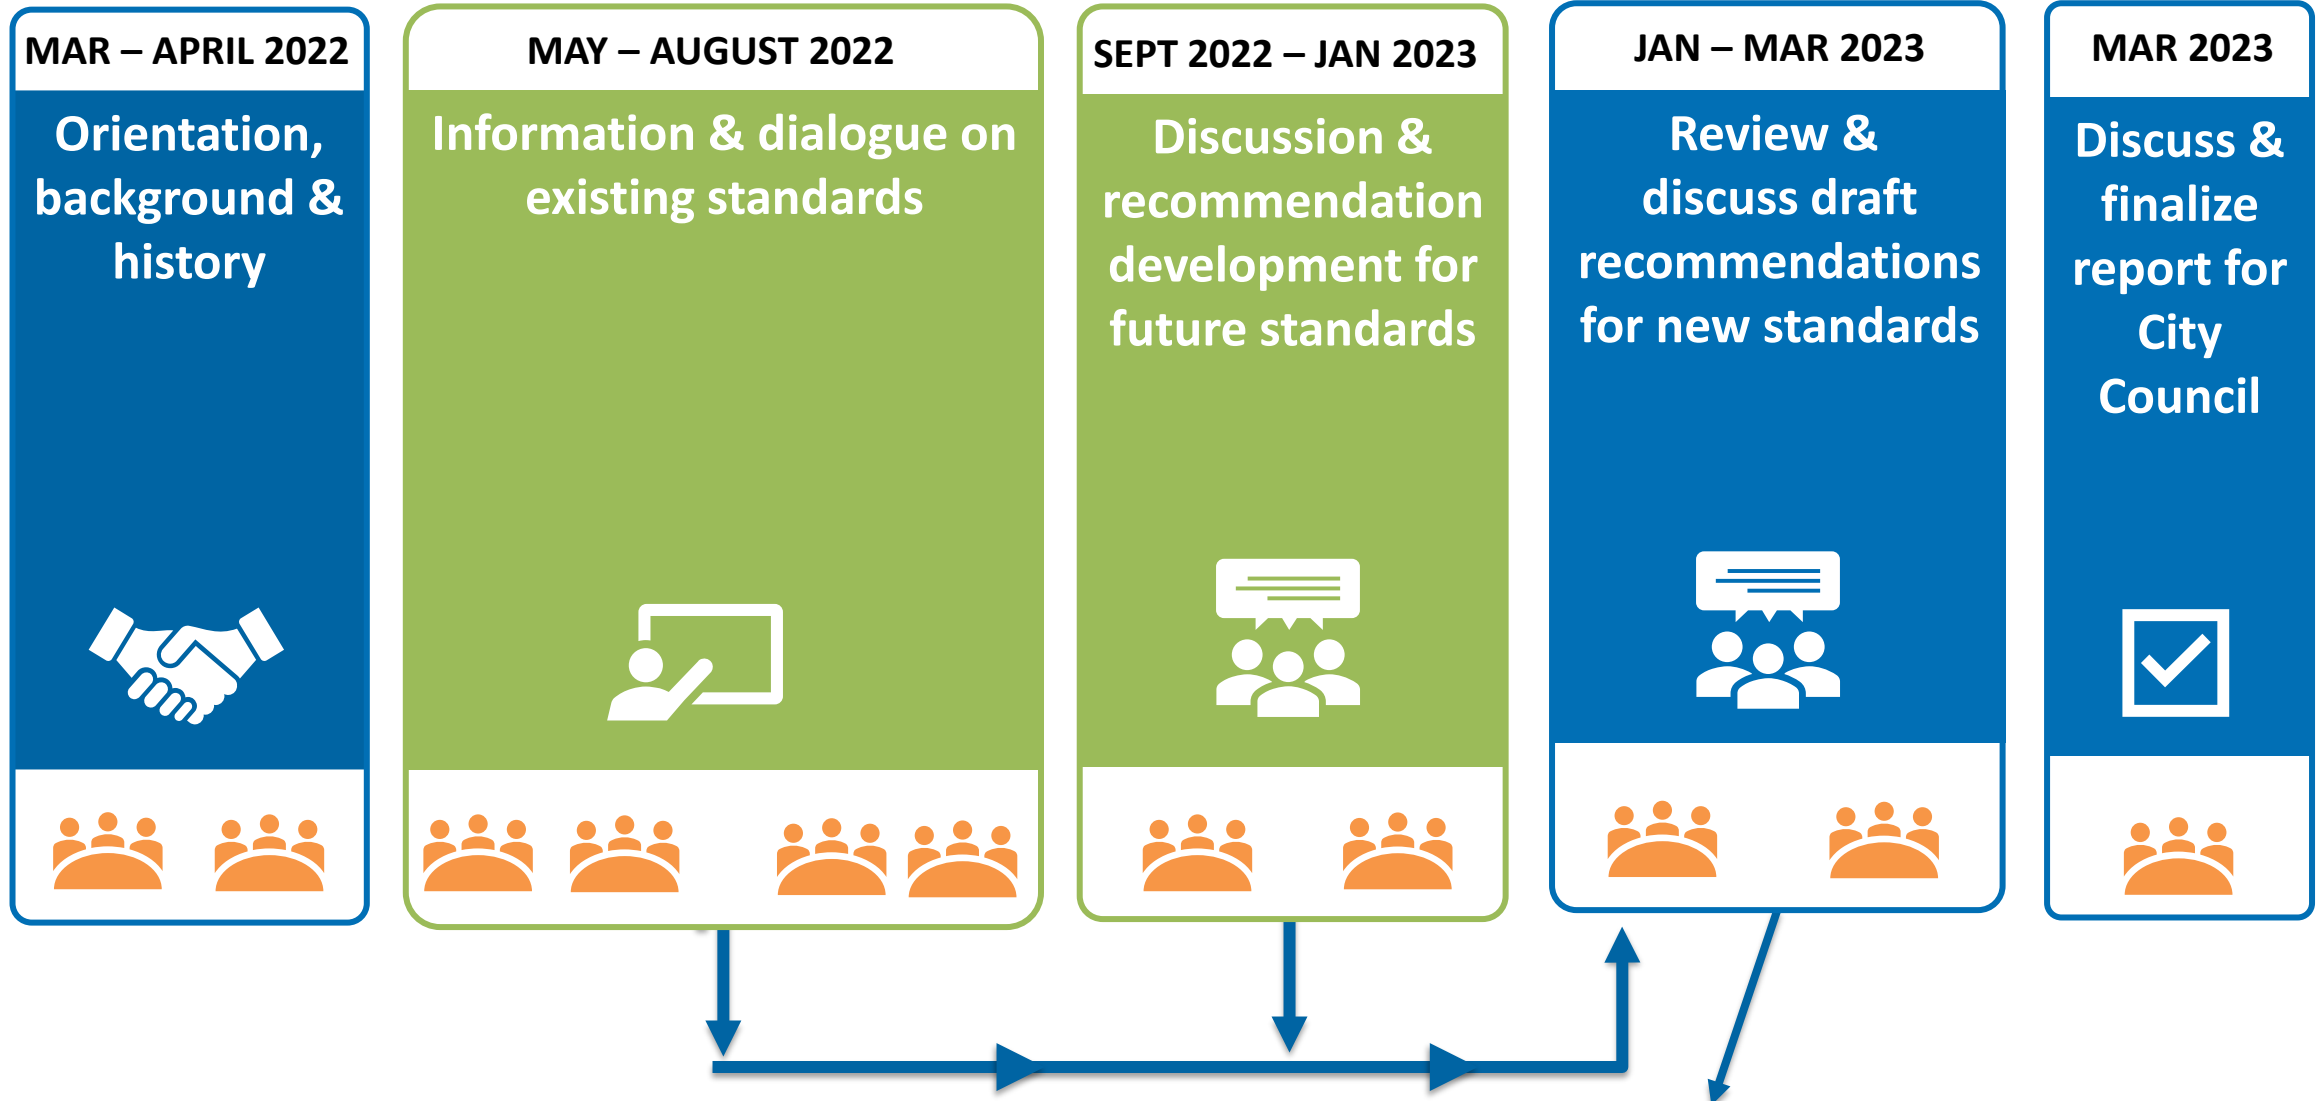 MAR – APRIL 2022
Orientation,
background &
history
MAY – AUGUST 2022
Information & dialogue on
existing standards
SEPT 2022 – JAN 2023
Discussion &
recommendation
development for
future standards
JAN – MAR 2023
Review &
discuss draft
recommendations
for new standards
MAR 2023
Discuss &
finalize
report for
City
Council